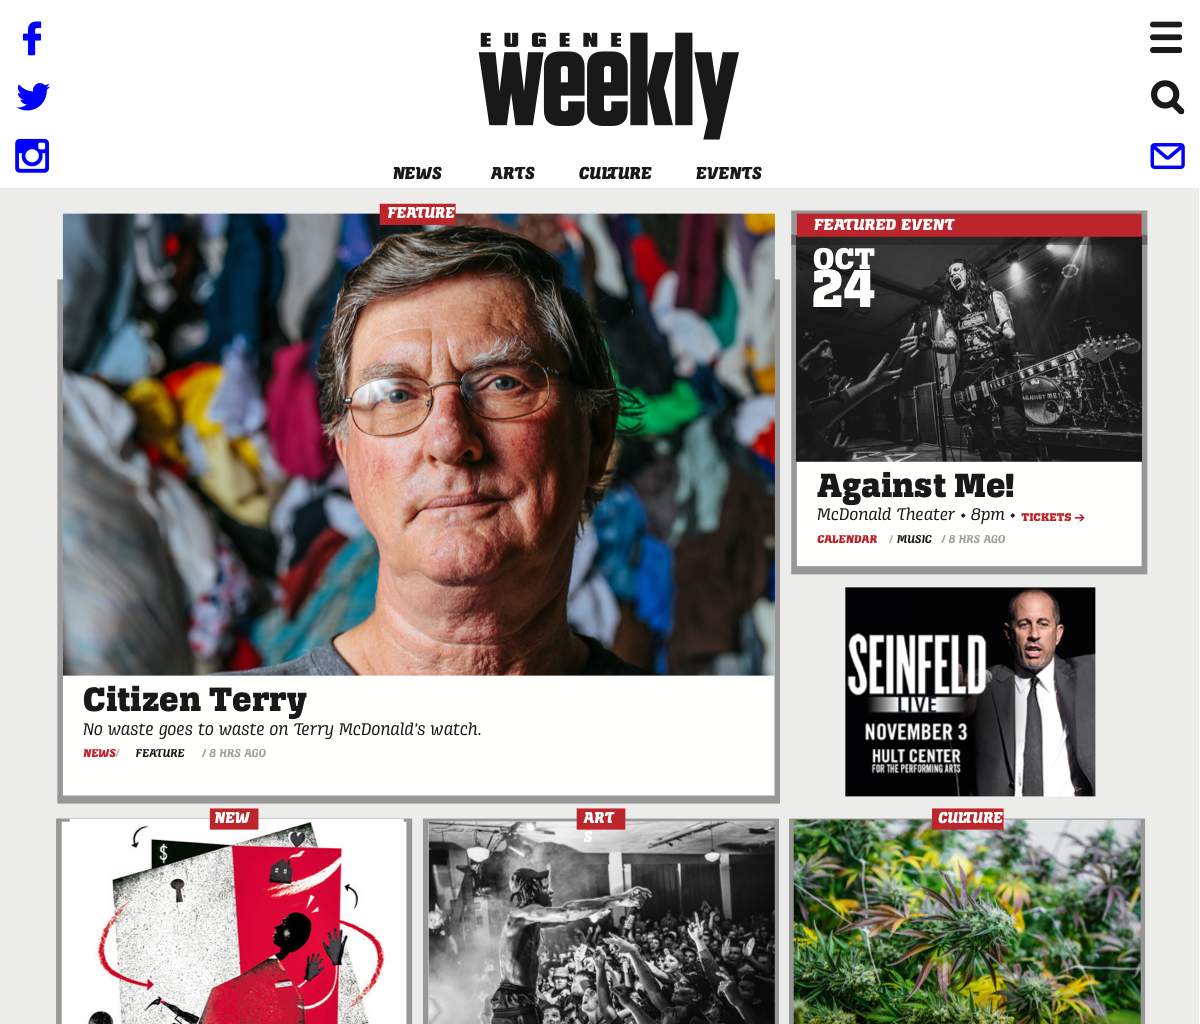 EUGENE
weekly
NEWS ARTS CULTURE EVENTS
FEATURE
Citizen Terry
No waste goes to waste on Terry McDonald's watch.
NEWS/ FEATURE / 8 HRS AGO
FEATURED EVENT
OCT
24
AGAINST ME!
Against Me!
McDonald Theater • 8pm • TICKETS →
CALENDAR / MUSIC / 8 HRS AGO
SEINFELD
LIVE
NOVEMBER 3
HULT CENTER
FOR THE PERFORMING ARTS
NEW
$
ART
S
CULTURE